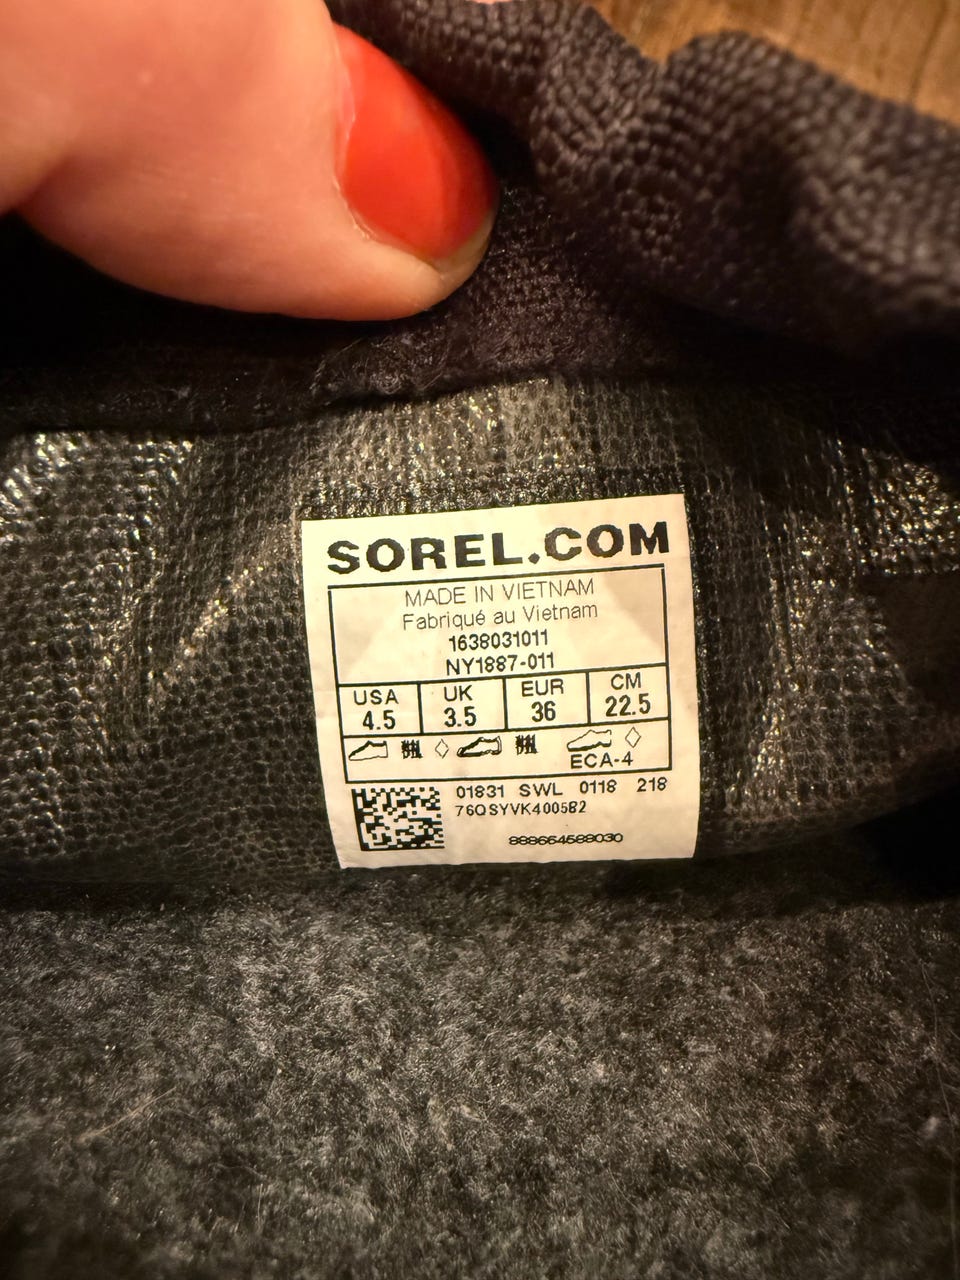 SOREL.COM
MADE IN VIETNAM
Fabriqué au Vietnam
1638031011
NY1887-011
USA UK EUR CM
4.5 3.5 36 22.5
ECA-4
01831 SWL 0118 218
76QSYVK4005B2
888664588030